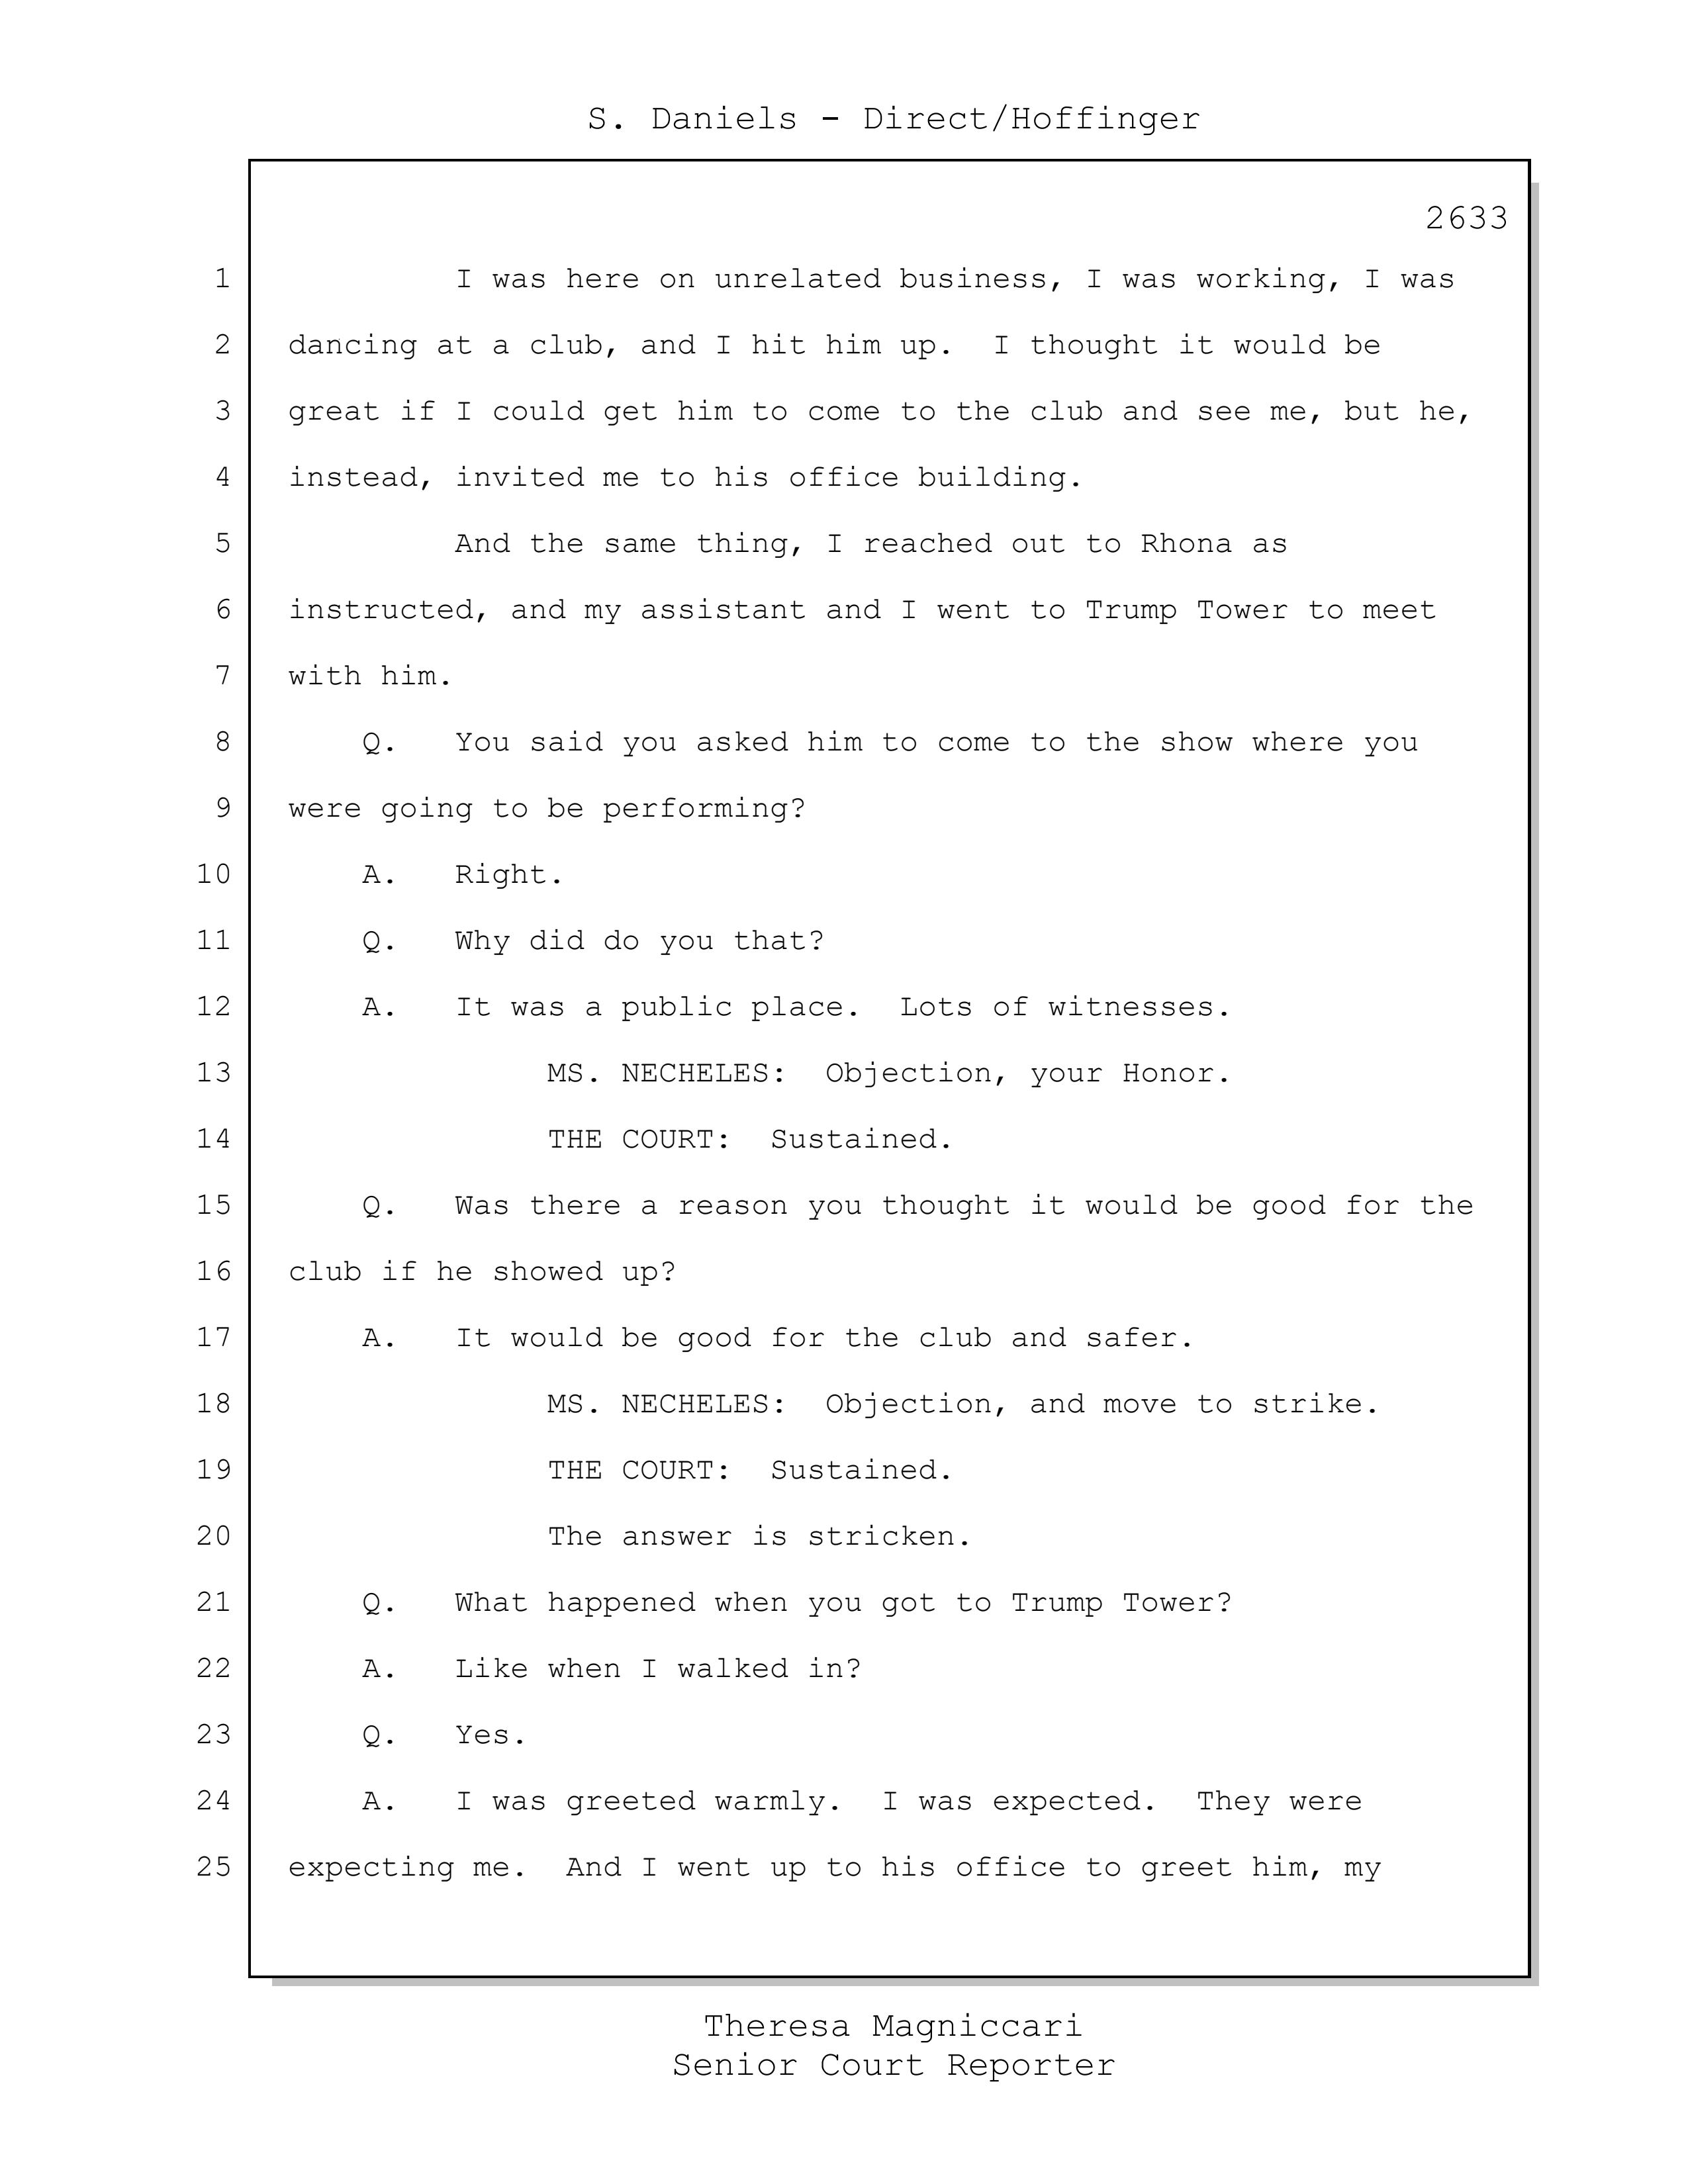 S. Daniels - Direct/Hoffinger
2633
1 I was here on unrelated business, I was working, I was
2 dancing at a club, and I hit him up. I thought it would be
3 great if I could get him to come to the club and see me, but he,
4 instead, invited me to his office building.
5 And the same thing, I reached out to Rhona as
6 instructed, and my assistant and I went to Trump Tower to meet
7 with him.
8 Q. You said you asked him to come to the show where you
9 were going to be performing?
10 A. Right.
11 Q. Why did do you that?
12 A. It was a public place. Lots of witnesses.
13 MS. NECHELES: Objection, your Honor.
14 THE COURT: Sustained.
15 Q. Was there a reason you thought it would be good for the
16 club if he showed up?
17 A. It would be good for the club and safer.
18 MS. NECHELES: Objection, and move to strike.
19 THE COURT: Sustained.
20 The answer is stricken.
21 Q. What happened when you got to Trump Tower?
22 A. Like when I walked in?
23 Q. Yes.
24 A. I was greeted warmly. I was expected. They were
25 expecting me. And I went up to his office to greet him, my
Theresa Magniccari
Senior Court Reporter